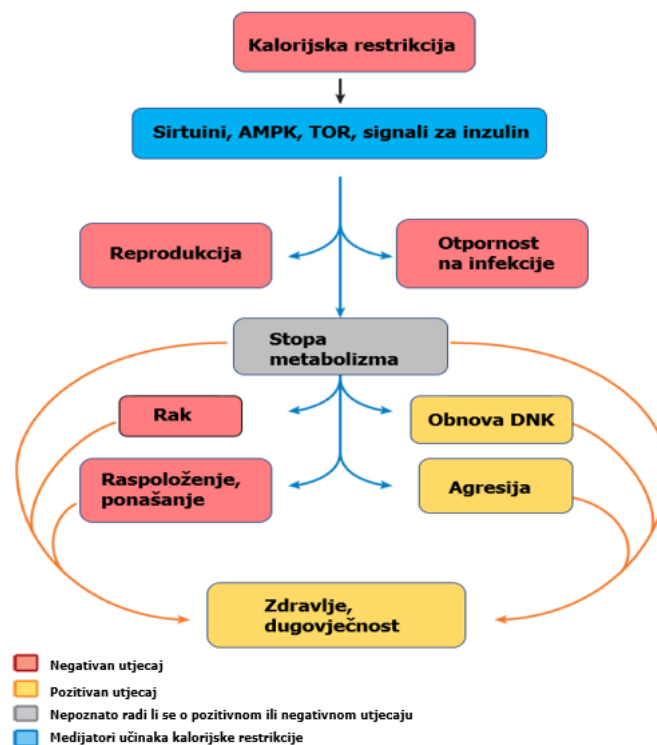 Kalorijska restrikcija
Sirtuini, AMPK, TOR, signali za inzulin
Reprodukcija
Otpornost
na infekcije
Stopa
metabolizma
Rak
Obnova DNK
Raspoloženje,
ponašanje
Agresija
Zdravlje,
dugovječnost
Negativan utjecaj
Pozitivan utjecaj
Nepoznato radi li se o pozitivnom ili negativnom utjecaju
Medijatori učinaka kalorijske restrikcije